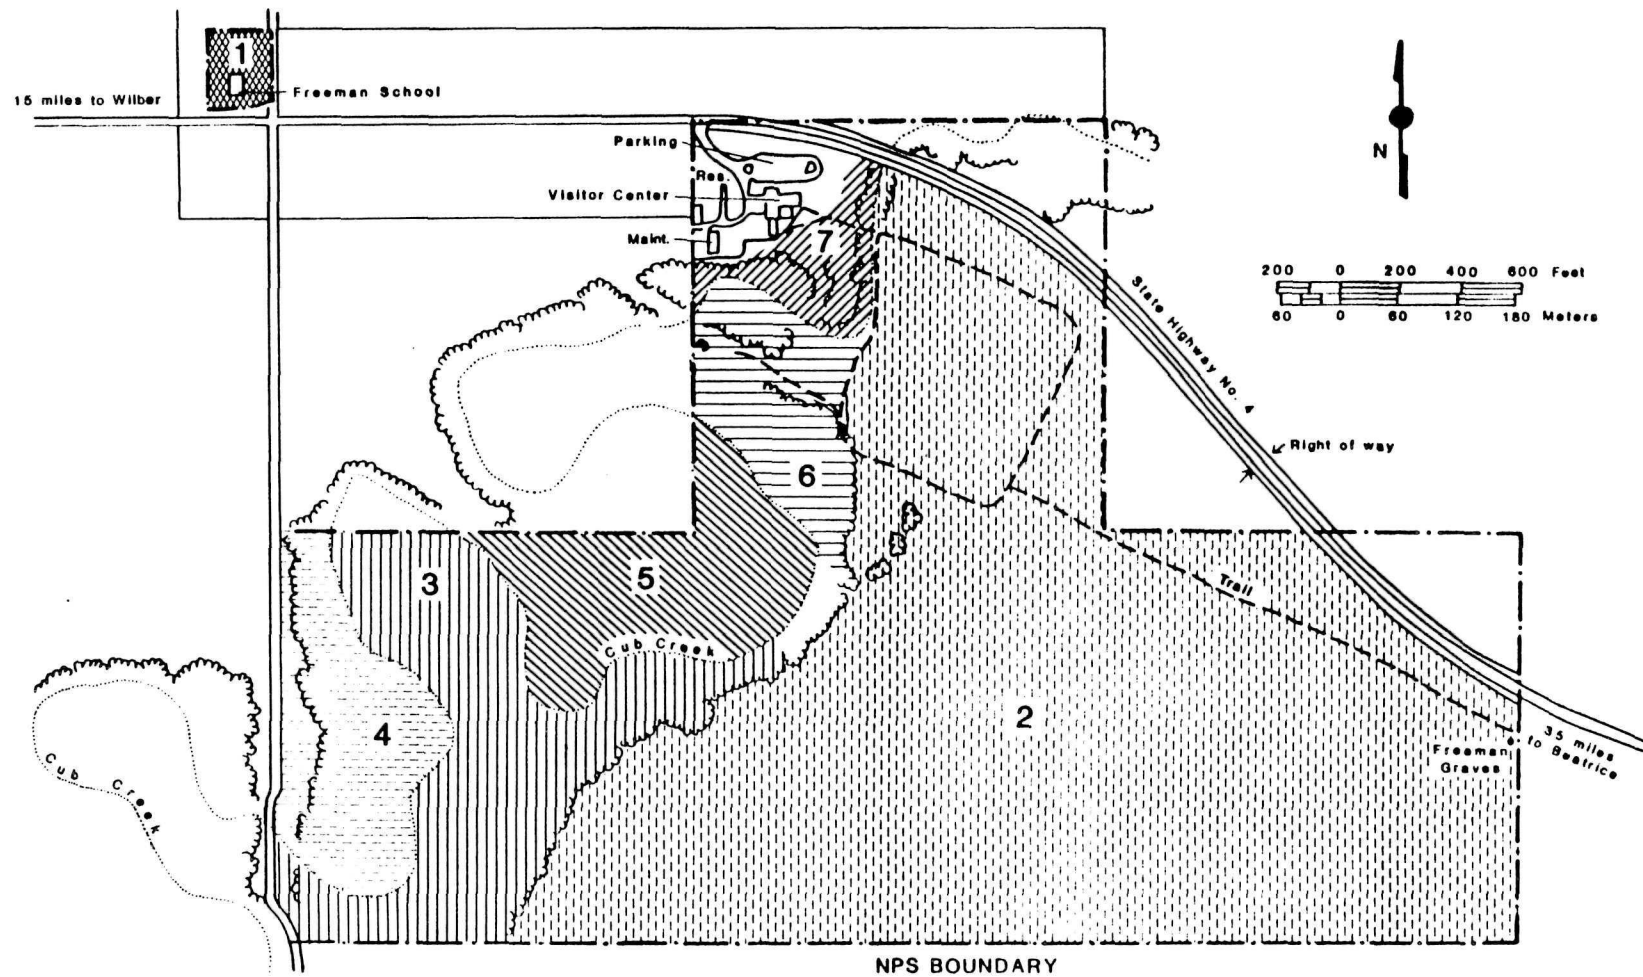 1
Freeman School
15 miles to Wilber
Parking
Res.
Visitor Center
Maint.
7
N
200 0 200 400 600 Feet
60 0 60 120 180 Meters
State Highway No. 4
Right of way
6
3
5
Cub Creek
Trail
4
2
Cub Creek
Freeman
Graves
35 miles
to Beatrice
NPS BOUNDARY